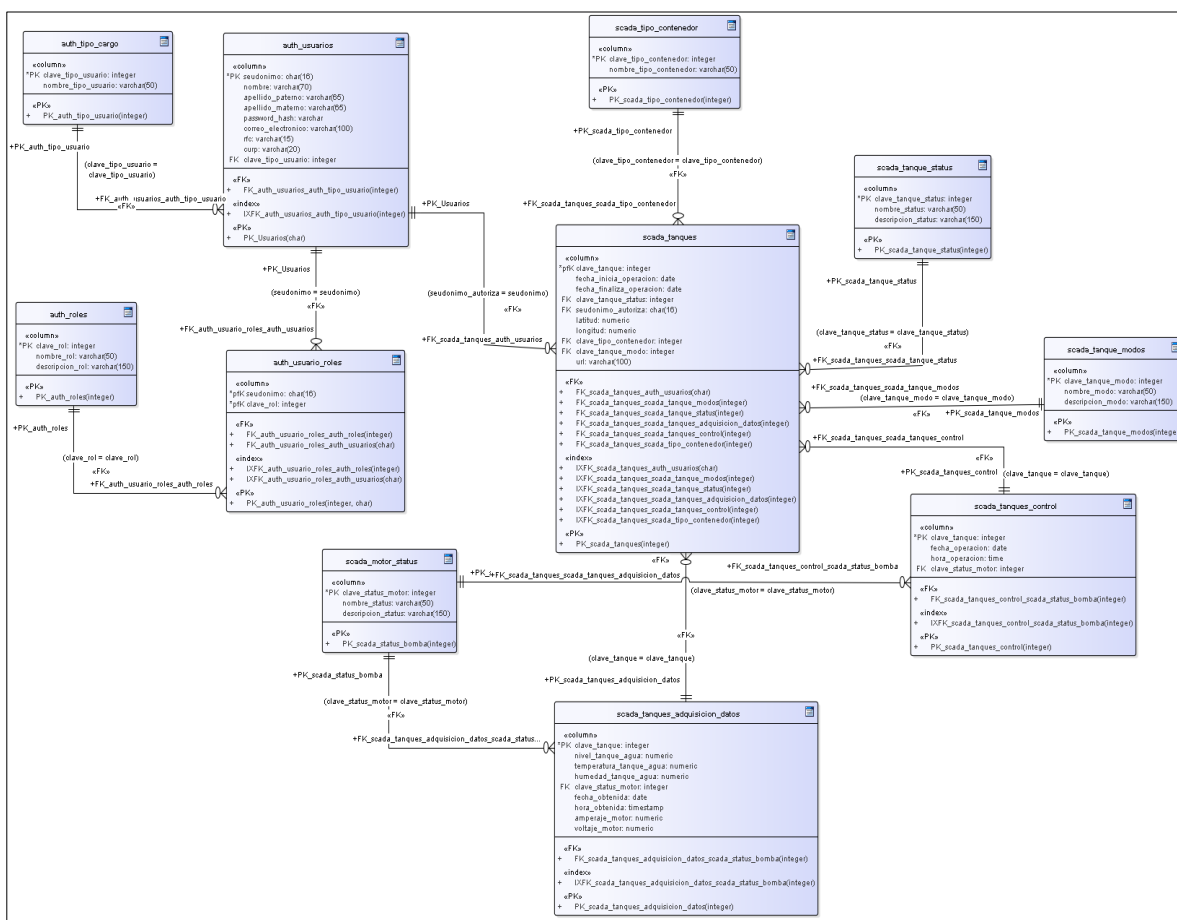 auth_tipo_cargo
«column»
*PK clave_tipo_usuario: integer
nombre_tipo_usuario: varchar(50)
«PK»
+ PK_auth_tipo_usuario(integer)
+PK_auth_tipo_usuario
(clave_tipo_usuario =
clave_tipo_usuario)
+FK_auth_usuarios_auth_tipo_usuario
«FK»
auth_usuarios
«column»
*PK seudonimo: char(16)
nombre: varchar(70)
apellido_paterno: varchar(65)
apellido_materno: varchar(65)
password_hash: varchar
correo_electronico: varchar(100)
rfc: varchar(15)
curp: varchar(20)
FK clave_tipo_usuario: integer
«FK»
+ FK_auth_usuarios_auth_tipo_usuario(integer)
«index»
+ IXFK_auth_usuarios_auth_tipo_usuario(integer)
«PK»
+ PK_Usuarios(char)
+PK_Usuarios
(seudonimo = seudonimo)
«FK»
+FK_auth_usuario_roles_auth_usuarios
+PK_Usuarios
(seudonimo_autoriza = seudonimo)
«FK»
+FK_scada_tanques_auth_usuarios
scada_tipo_contenedor
«column»
*PK clave_tipo_contenedor: integer
nombre_tipo_contenedor: varchar(50)
«PK»
+ PK_scada_tipo_contenedor(integer)
+PK_scada_tipo_contenedor
(clave_tipo_contenedor = clave_tipo_contenedor)
«FK»
+FK_scada_tanques_scada_tipo_contenedor
scada_tanque_status
«column»
*PK clave_tanque_status: integer
nombre_status: varchar(50)
descripcion_status: varchar(150)
«PK»
+ PK_scada_tanque_status(integer)
+PK_scada_tanque_status
(clave_tanque_status = clave_tanque_status)
«FK»
+FK_scada_tanques_scada_tanque_status
scada_tanques
«column»
*pfK clave_tanque: integer
fecha_inicia_operacion: date
fecha_finaliza_operacion: date
FK clave_tanque_status: integer
FK seudonimo_autoriza: char(16)
latitud: numeric
longitud: numeric
FK clave_tipo_contenedor: integer
FK clave_tanque_modo: integer
url: varchar(100)
«FK»
+ FK_scada_tanques_auth_usuarios(char)
+ FK_scada_tanques_scada_tanque_modos(integer)
+ FK_scada_tanques_scada_tanque_status(integer)
+ FK_scada_tanques_scada_tanques_adquisicion_datos(integer)
+ FK_scada_tanques_scada_tanques_control(integer)
+ FK_scada_tanques_scada_tipo_contenedor(integer)
«index»
+ IXFK_scada_tanques_auth_usuarios(char)
+ IXFK_scada_tanques_scada_tanque_modos(integer)
+ IXFK_scada_tanques_scada_tanque_status(integer)
+ IXFK_scada_tanques_scada_tanques_adquisicion_datos(integer)
+ IXFK_scada_tanques_scada_tanques_control(integer)
+ IXFK_scada_tanques_scada_tipo_contenedor(integer)
«PK»
+ PK_scada_tanques(integer)
scada_tanque_modos
«column»
*PK clave_tanque_modo: integer
nombre_modo: varchar(50)
descripcion_modo: varchar(150)
«PK»
+ PK_scada_tanque_modos(integer)
+FK_scada_tanques_scada_tanque_modos
(clave_tanque_modo = clave_tanque_modo)
«FK»
+PK_scada_tanque_modos
+FK_scada_tanques_scada_tanques_control
«FK»
+PK_scada_tanques_control
(clave_tanque = clave_tanque)
auth_roles
«column»
*PK clave_rol: integer
nombre_rol: varchar(50)
descripcion_rol: varchar(150)
«PK»
+ PK_auth_roles(integer)
+PK_auth_roles
(clave_rol = clave_rol)
«FK»
+FK_auth_usuario_roles_auth_roles
auth_usuario_roles
«column»
*pfK seudonimo: char(16)
*pfK clave_rol: integer
«FK»
+ FK_auth_usuario_roles_auth_roles(integer)
+ FK_auth_usuario_roles_auth_usuarios(char)
«index»
+ IXFK_auth_usuario_roles_auth_roles(integer)
+ IXFK_auth_usuario_roles_auth_usuarios(char)
«PK»
+ PK_auth_usuario_roles(integer, char)
scada_tanques_control
«column»
*PK clave_tanque: integer
fecha_operacion: date
hora_operacion: time
FK clave_status_motor: integer
«FK»
+ FK_scada_tanques_control_scada_status_bomba(integer)
«index»
+ IXFK_scada_tanques_control_scada_status_bomba(integer)
«PK»
+ PK_scada_tanques_control(integer)
scada_motor_status
«column»
*PK clave_status_motor: integer
nombre_status: varchar(50)
descripcion_status: varchar(150)
«PK»
+ PK_scada_status_bomba(integer)
+FK_scada_tanques_scada_tanques_adquisicion_datos
«FK»
+FK_scada_tanques_control_scada_status_bomba
(clave_status_motor = clave_status_motor)
«FK»
(clave_tanque = clave_tanque)
+PK_scada_tanques_adquisicion_datos
+PK_scada_status_bomba
(clave_status_motor = clave_status_motor)
«FK»
+FK_scada_tanques_adquisicion_datos_scada_status...
scada_tanques_adquisicion_datos
«column»
*PK clave_tanque: integer
nivel_tanque_agua: numeric
temperatura_tanque_agua: numeric
humedad_tanque_agua: numeric
FK clave_status_motor: integer
fecha_obtenida: date
hora_obtenida: timestamp
amperaje_motor: numeric
voltaje_motor: numeric
«FK»
+ FK_scada_tanques_adquisicion_datos_scada_status_bomba(integer)
«index»
+ IXFK_scada_tanques_adquisicion_datos_scada_status_bomba(integer)
«PK»
+ PK_scada_tanques_adquisicion_datos(integer)